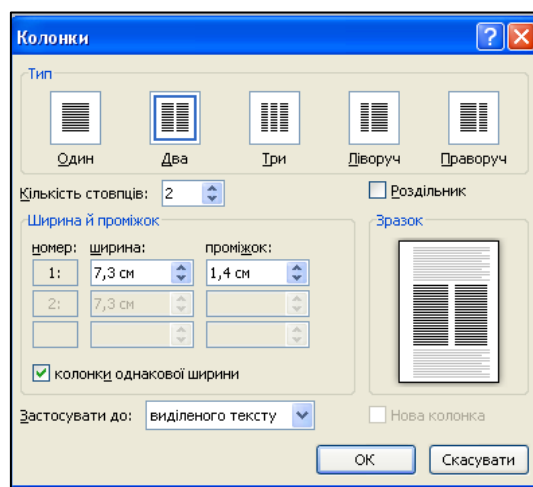 Колонки
Тип
Один Два Три Ліворуч Праворуч
Кількість стовпців: 2 Роздільник
Ширина й проміжок Зразок
номер: ширина: проміжок:
1: 7,3 см 1,4 см
2: 7,3 см
колонки однакової ширини
Застосувати до: виділеного тексту Нова колонка
ОК Скасувати